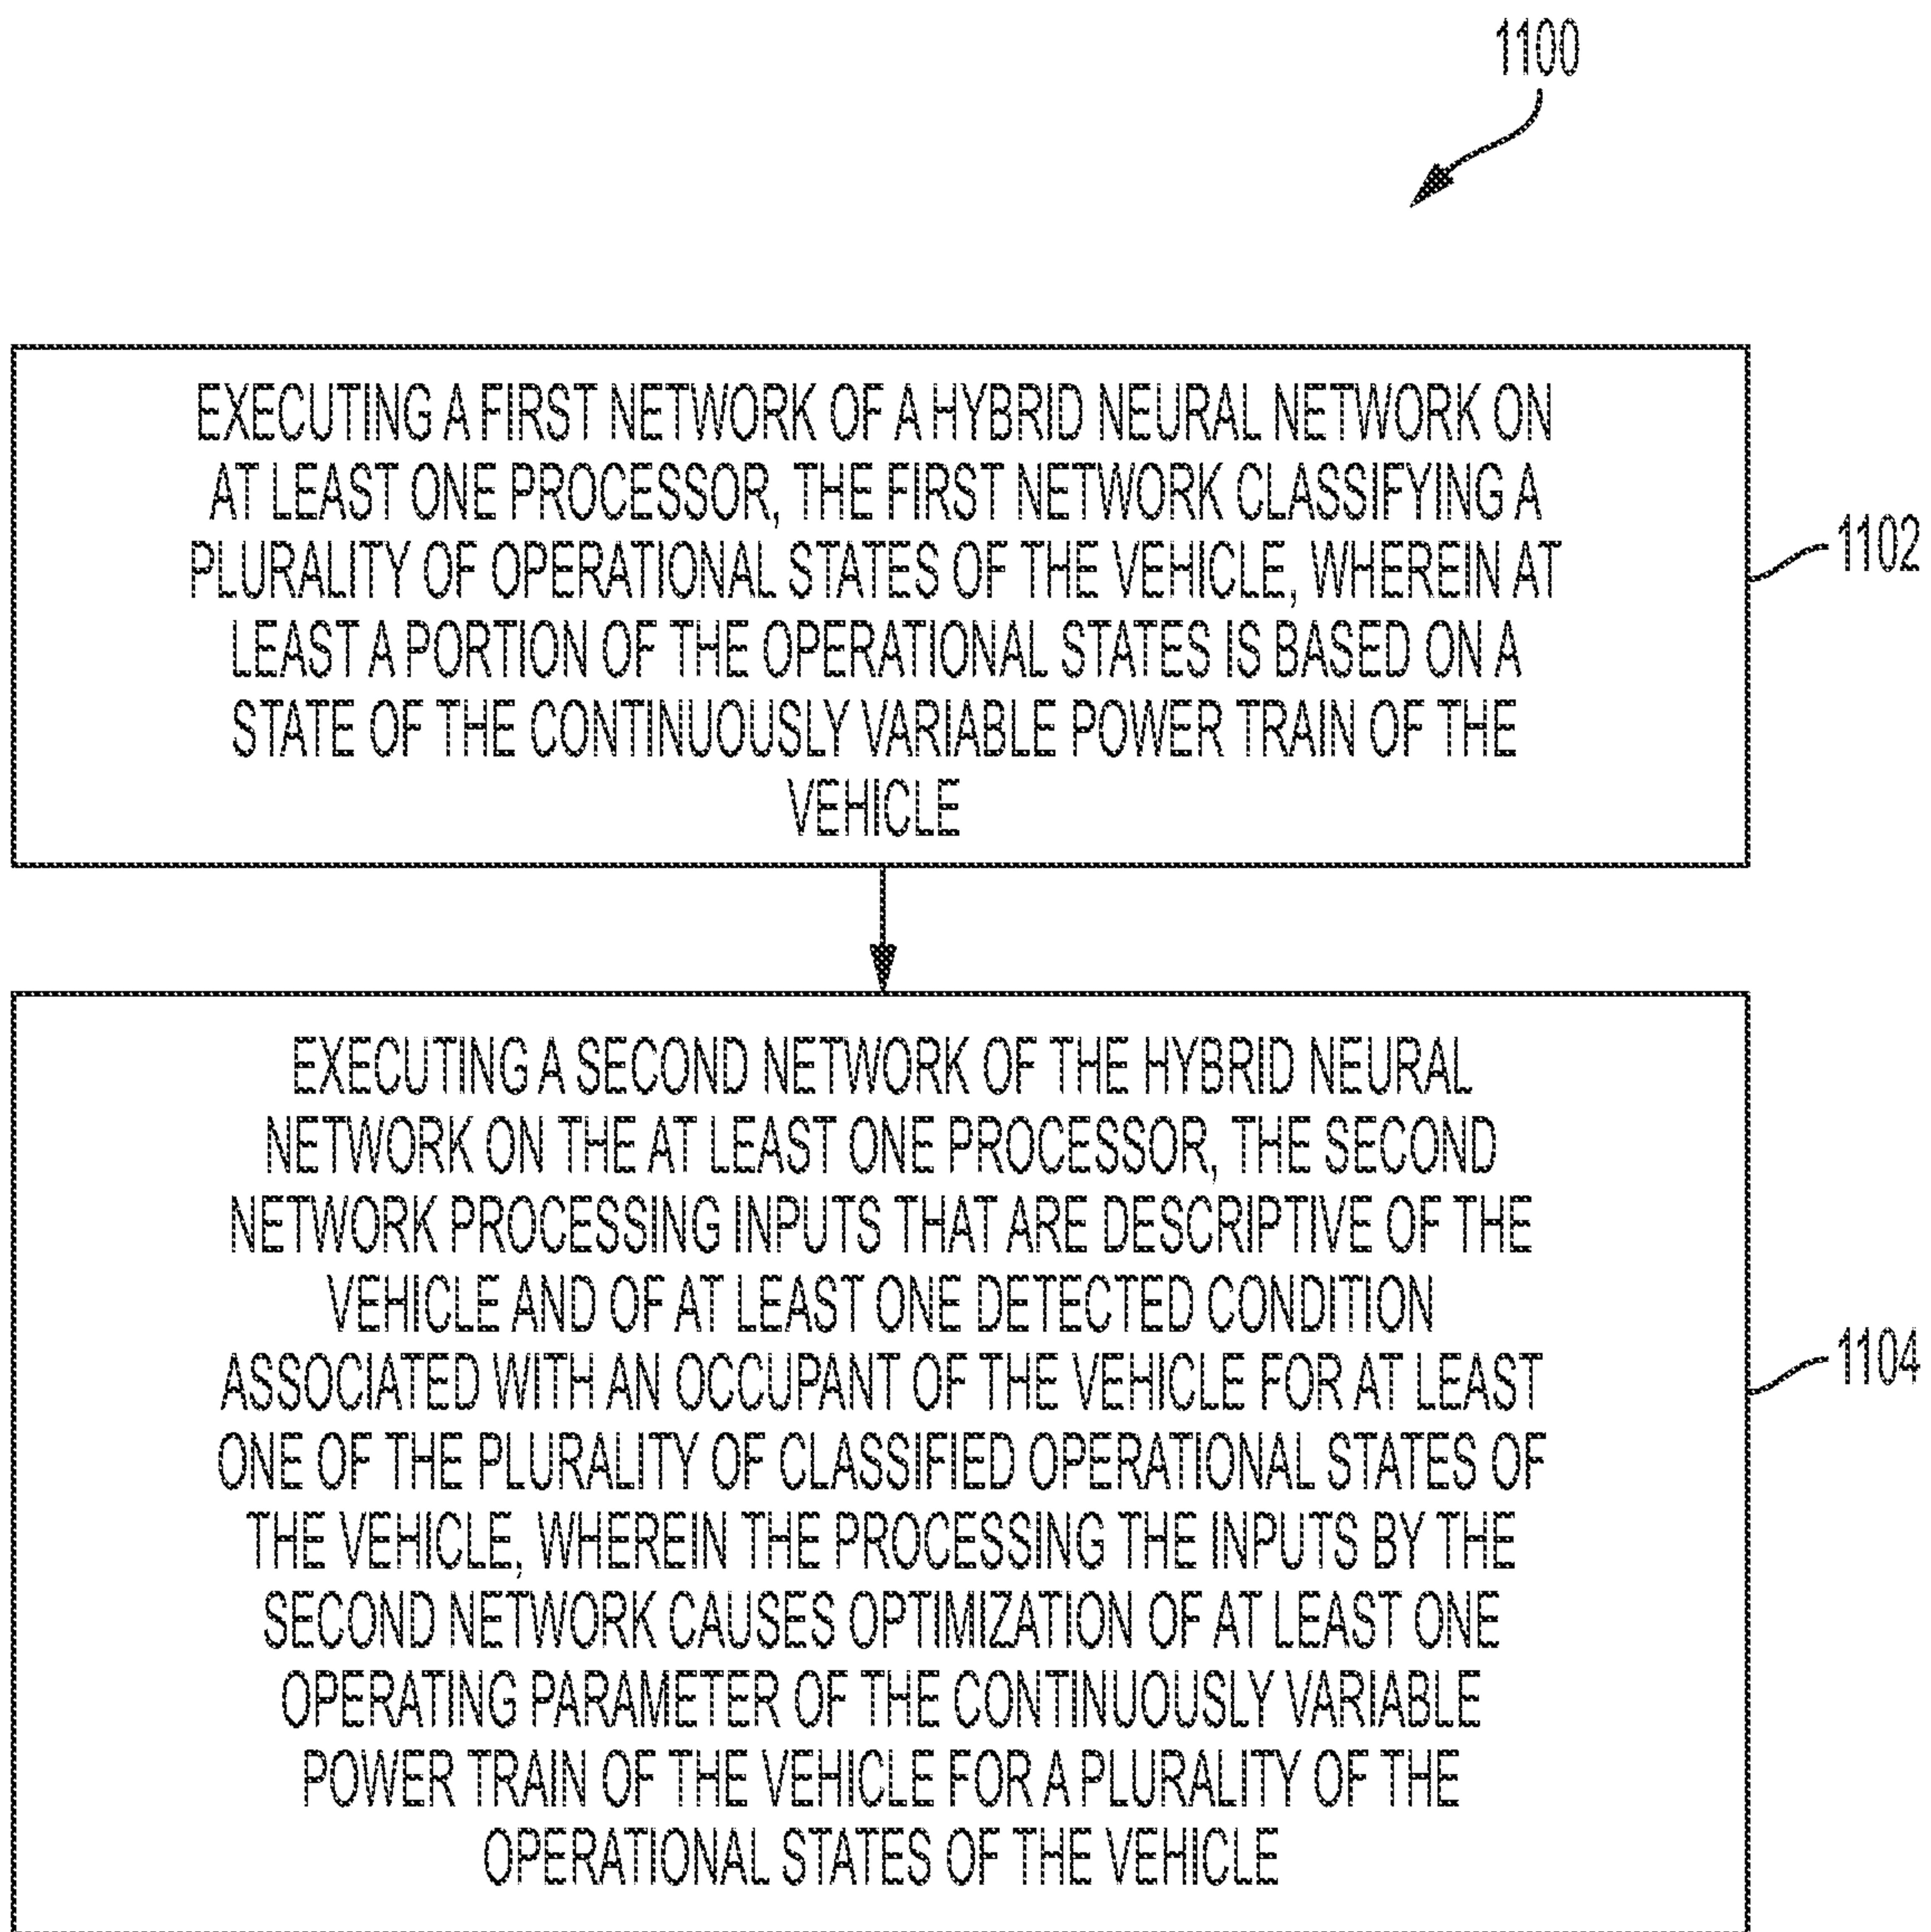 1100
EXECUTING A FIRST NETWORK OF A HYBRID NEURAL NETWORK ON
AT LEAST ONE PROCESSOR, THE FIRST NETWORK CLASSIFYING A
PLURALITY OF OPERATIONAL STATES OF THE VEHICLE, WHEREIN AT
LEAST A PORTION OF THE OPERATIONAL STATES IS BASED ON A
STATE OF THE CONTINUOUSLY VARIABLE POWER TRAIN OF THE
VEHICLE
1102
EXECUTING A SECOND NETWORK OF THE HYBRID NEURAL
NETWORK ON THE AT LEAST ONE PROCESSOR, THE SECOND
NETWORK PROCESSING INPUTS THAT ARE DESCRIPTIVE OF THE
VEHICLE AND OF AT LEAST ONE DETECTED CONDITION
ASSOCIATED WITH AN OCCUPANT OF THE VEHICLE FOR AT LEAST
ONE OF THE PLURALITY OF CLASSIFIED OPERATIONAL STATES OF
THE VEHICLE, WHEREIN THE PROCESSING THE INPUTS BY THE
SECOND NETWORK CAUSES OPTIMIZATION OF AT LEAST ONE
OPERATING PARAMETER OF THE CONTINUOUSLY VARIABLE
POWER TRAIN OF THE VEHICLE FOR A PLURALITY OF THE
OPERATIONAL STATES OF THE VEHICLE
1104